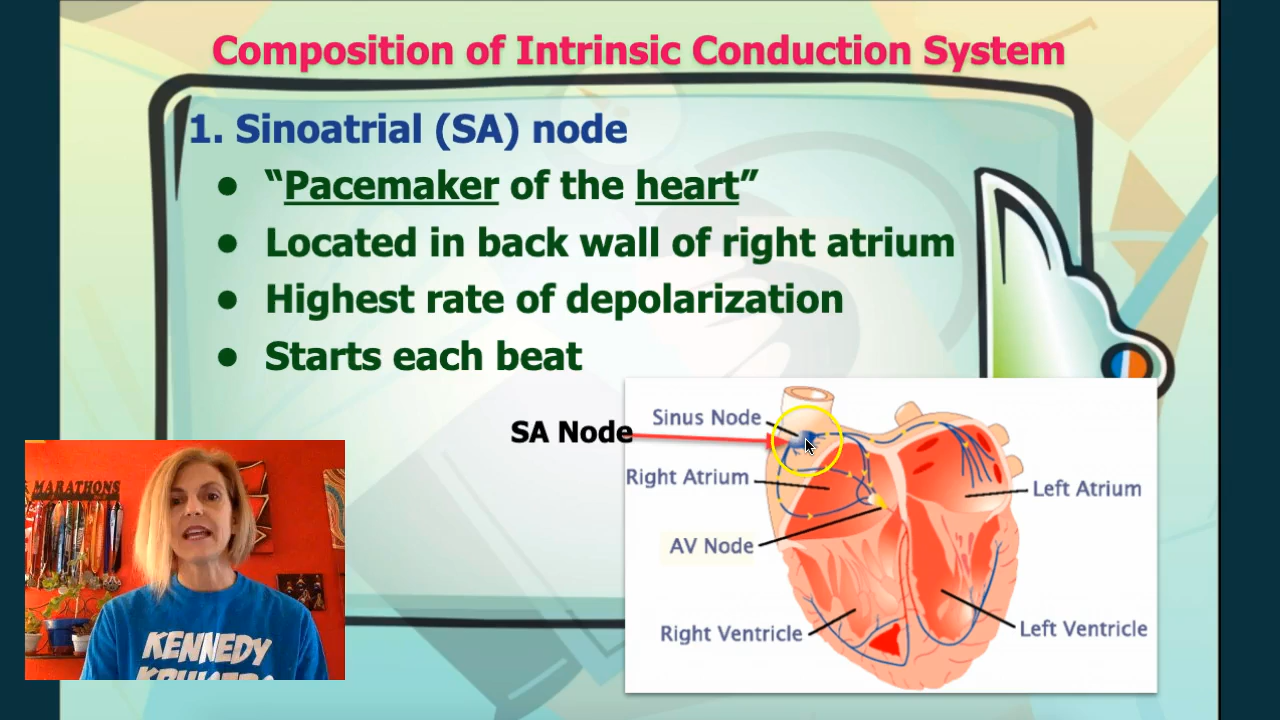 Composition of Intrinsic Conduction System
1. Sinoatrial (SA) node
● “Pacemaker of the heart”
● Located in back wall of right atrium
● Highest rate of depolarization
● Starts each beat
SA Node
Sinus Node
Right Atrium
Left Atrium
AV Node
Right Ventricle
Left Ventricle
MARATHONS
KENNEDY